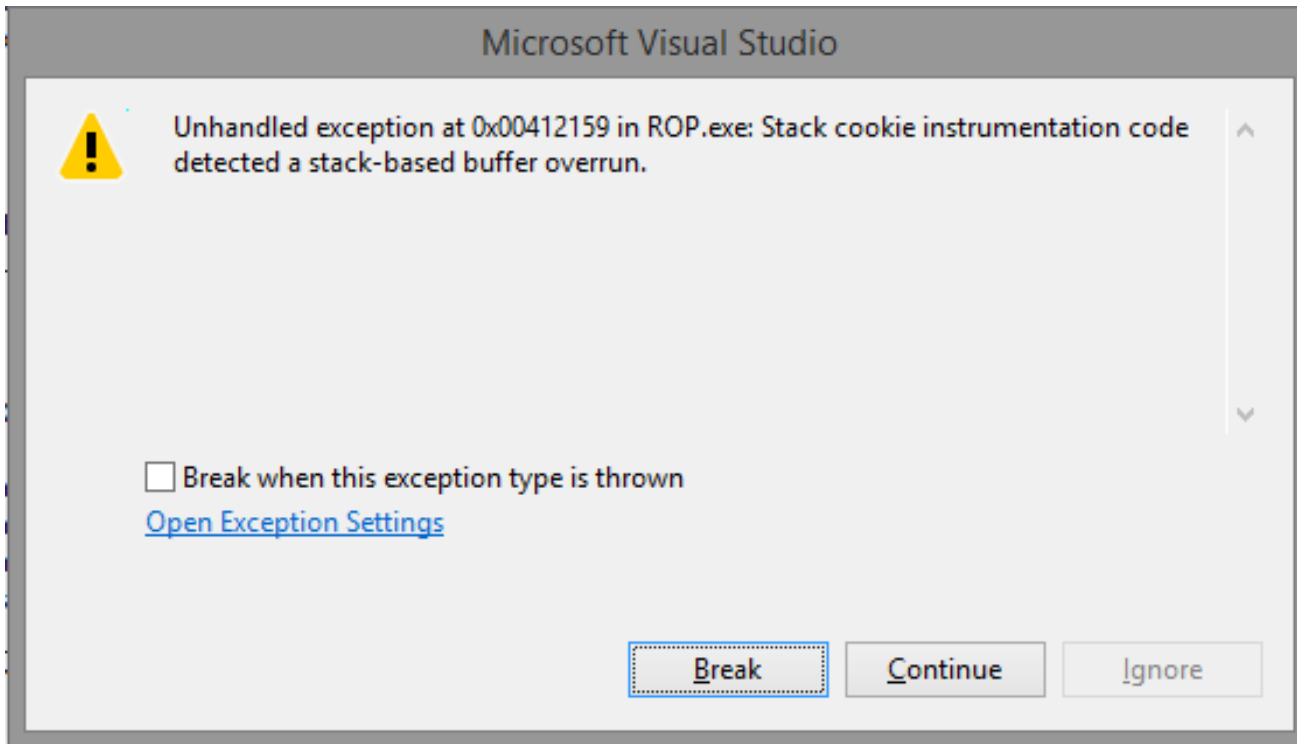 Microsoft Visual Studio
Unhandled exception at 0x00412159 in ROP.exe: Stack cookie instrumentation code
detected a stack-based buffer overrun.
Break when this exception type is thrown
Open Exception Settings
Break
Continue
Ignore